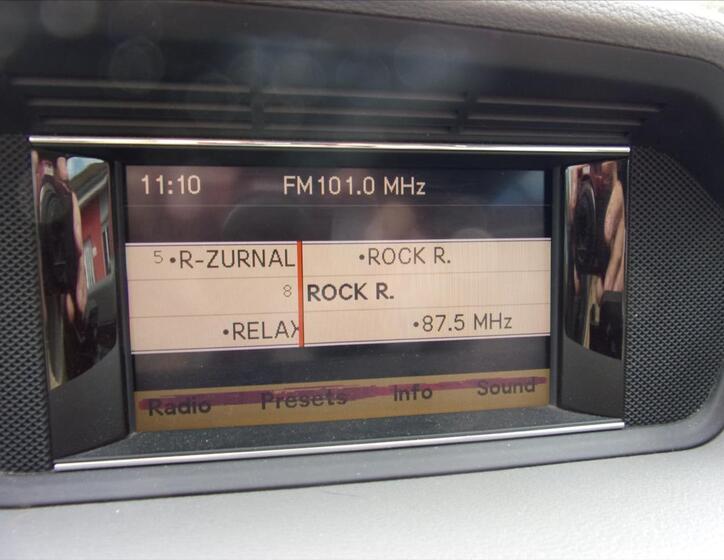 11:10 FM101.0 MHz
5 •R-ZURNAL •ROCK R.
8 ROCK R.
•RELAX •87.5 MHz
Radio Presets Info Sound